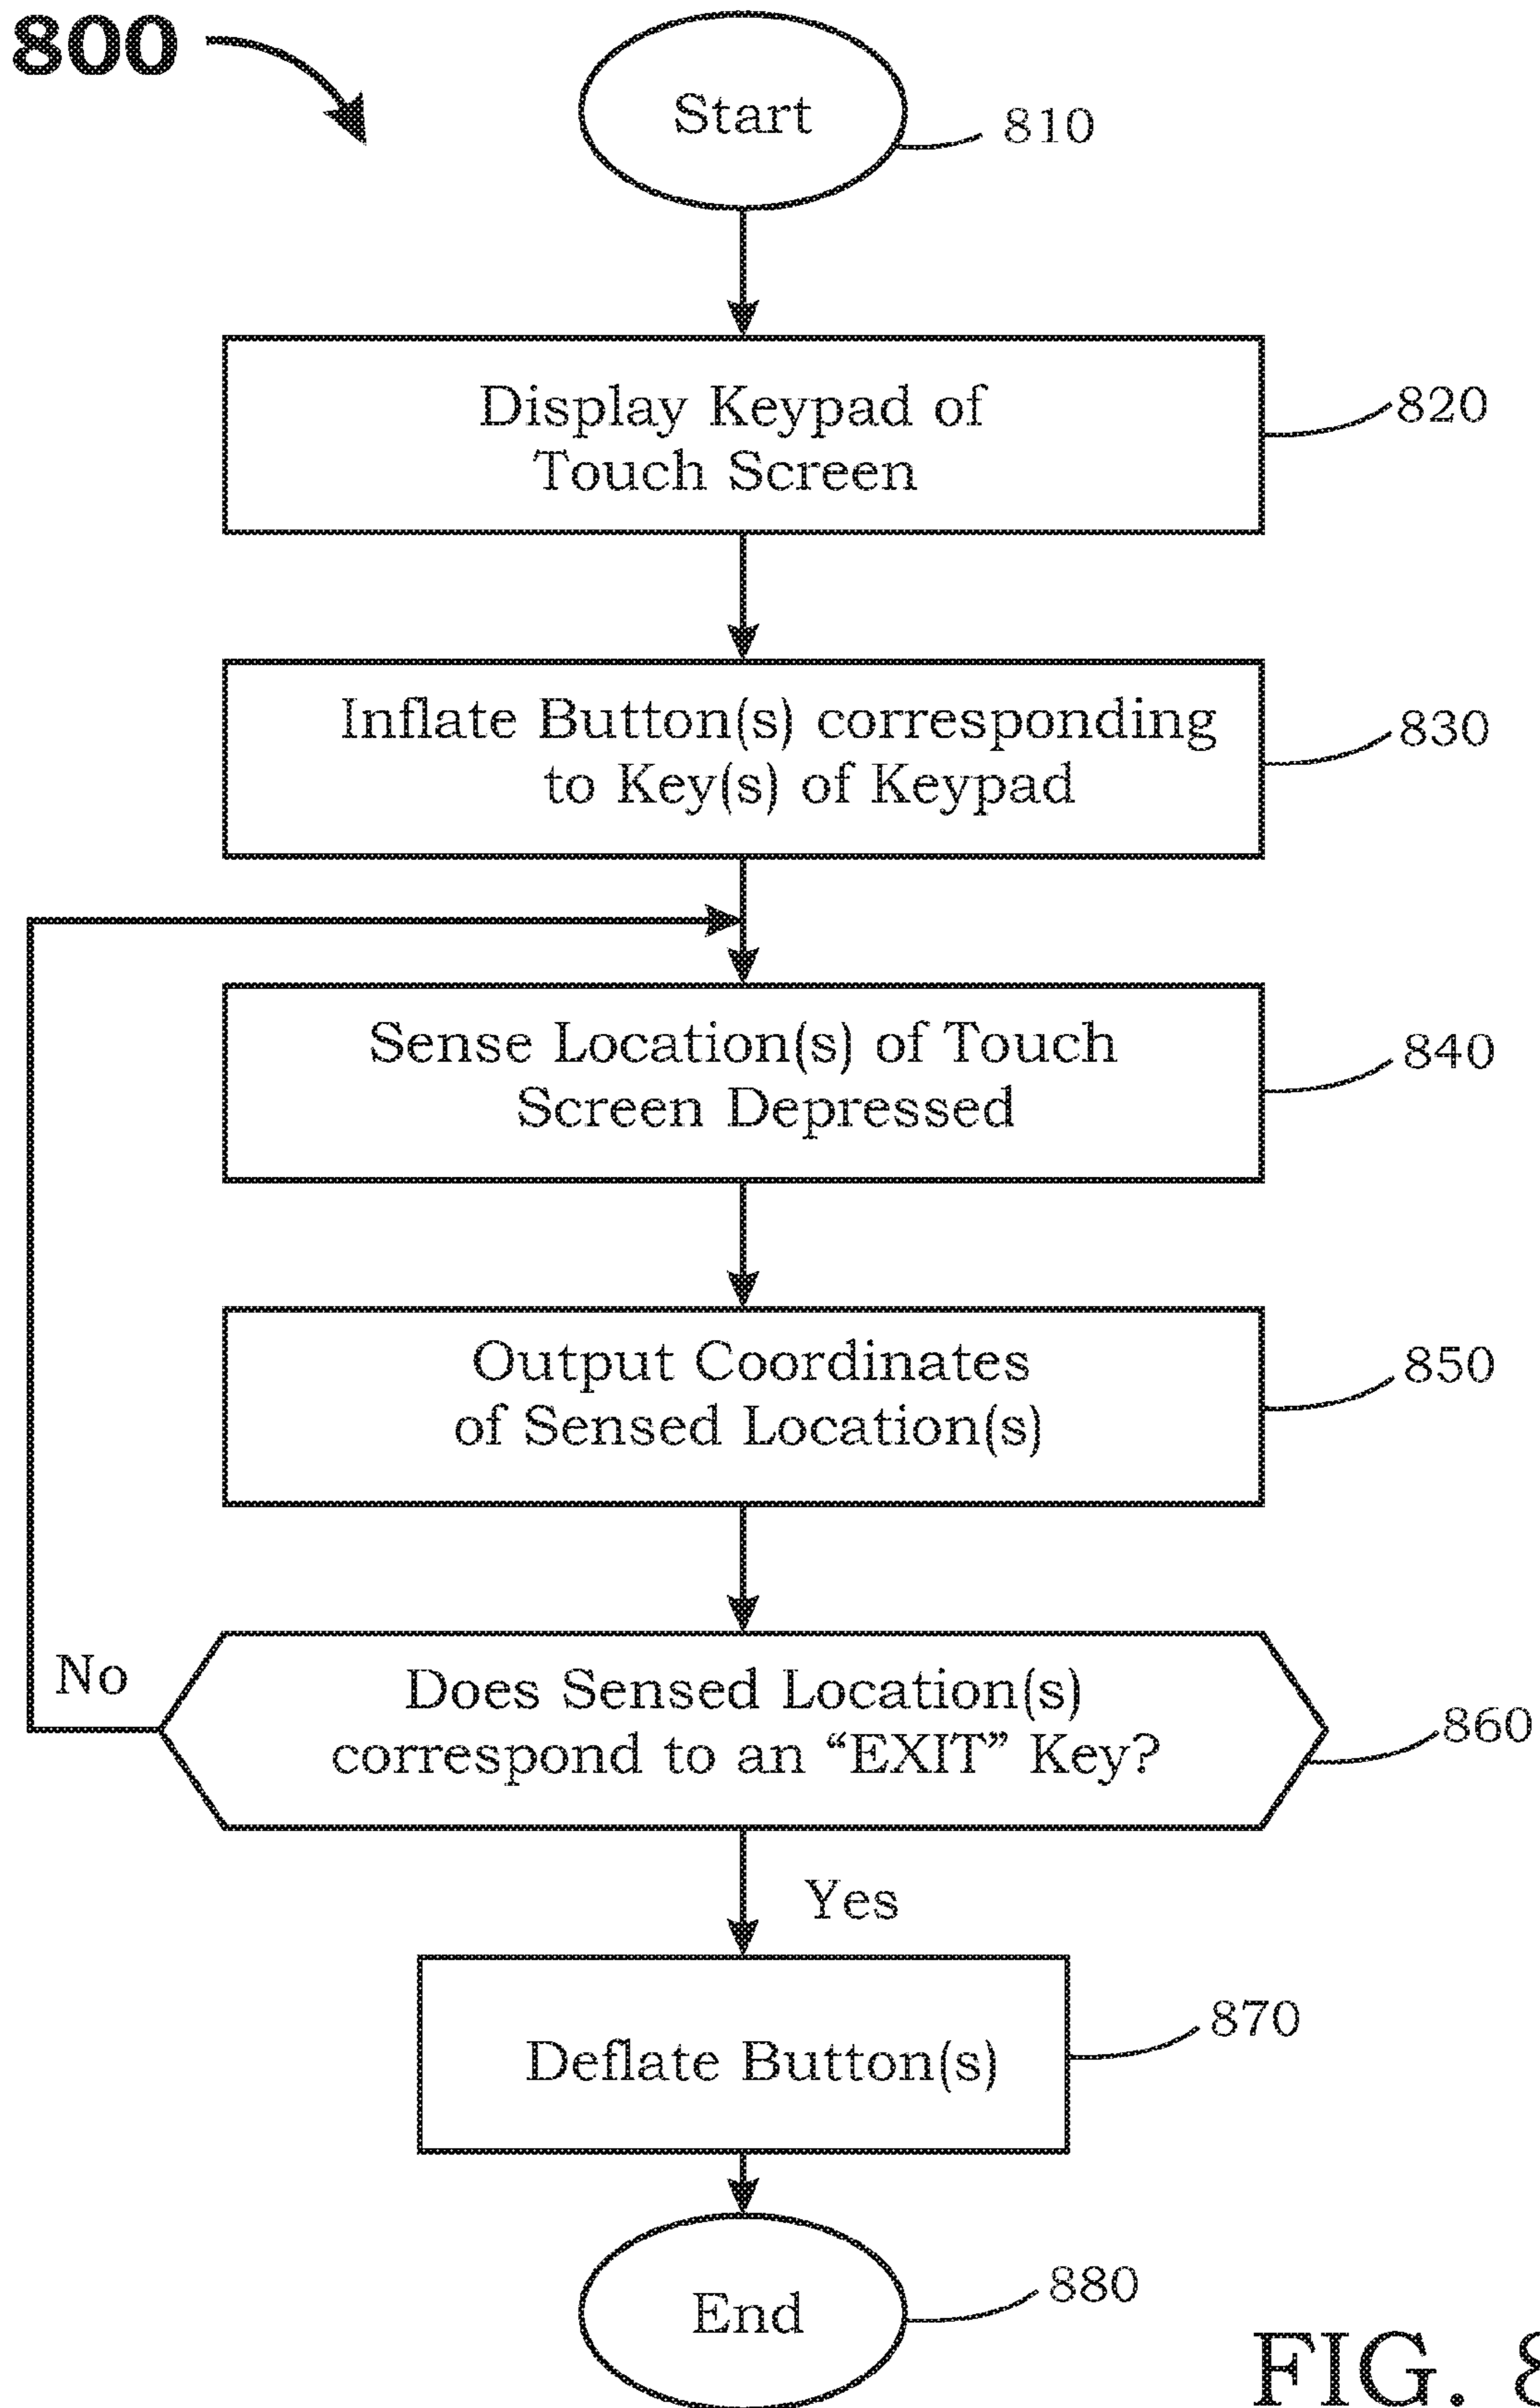 800
Start
810
Display Keypad of
Touch Screen
820
Inflate Button(s) corresponding
to Key(s) of Keypad
830
Sense Location(s) of Touch
Screen Depressed
840
Output Coordinates
of Sensed Location(s)
850
No
Does Sensed Location(s)
correspond to an “EXIT” Key?
860
Yes
Deflate Button(s)
870
End
880
FIG. 8